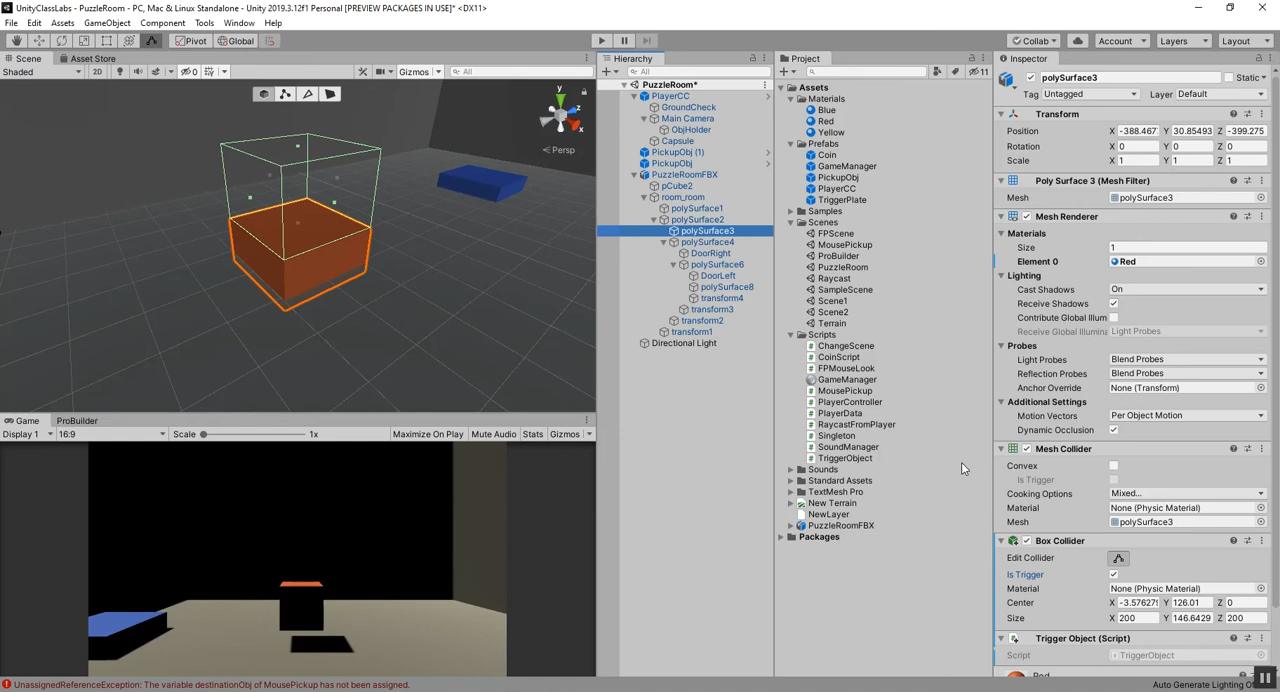 UnityClassLabs - PuzzleRoom - PC, Mac & Linux Standalone - Unity 2019.3.12f1 Personal [PREVIEW PACKAGES IN USE]* <DX11>
File Edit Assets GameObject Component Tools Window Help
Pivot Global Collab Account Layers Layout
Scene Asset Store
Shaded 2D 0 Gizmos All
y x z
Persp
Game ProBuilder
Display 1 16:9 Scale 1x Maximize On Play Mute Audio Stats Gizmos
Hierarchy
All
PuzzleRoom*
PlayerCC
GroundCheck
Main Camera
ObjHolder
Capsule
PickupObj (1)
PickupObj
PuzzleRoomFBX
pCube2
room_room
polySurface1
polySurface2
polySurface3
polySurface4
DoorRight
polySurface6
DoorLeft
polySurface8
transform4
transform3
transform2
transform1
Directional Light
Project
11
Assets
Materials
Blue
Red
Yellow
Prefabs
Coin
GameManager
PickupObj
PlayerCC
TriggerPlate
Samples
Scenes
FPScene
MousePickup
ProBuilder
PuzzleRoom
Raycast
SampleScene
Scene1
Scene2
Terrain
Scripts
ChangeScene
CoinScript
FPMouseLook
GameManager
MousePickup
PlayerController
PlayerData
RaycastFromPlayer
Singleton
SoundManager
TriggerObject
Sounds
Standard Assets
TextMesh Pro
New Terrain
NewLayer
PuzzleRoomFBX
Packages
Inspector
polySurface3 Static
Tag Untagged Layer Default
Transform
Position X -388.467 Y 30.85493 Z -399.275
Rotation X 0 Y 0 Z 0
Scale X 1 Y 1 Z 1
Poly Surface 3 (Mesh Filter)
Mesh polySurface3
Mesh Renderer
Materials
Size 1
Element 0 Red
Lighting
Cast Shadows On
Receive Shadows
Contribute Global Illum
Receive Global Illumina Light Probes
Probes
Light Probes Blend Probes
Reflection Probes Blend Probes
Anchor Override None (Transform)
Additional Settings
Motion Vectors Per Object Motion
Dynamic Occlusion
Mesh Collider
Convex
Is Trigger
Cooking Options Mixed...
Material None (Physic Material)
Mesh polySurface3
Box Collider
Edit Collider
Is Trigger
Material None (Physic Material)
Center X -3.576279 Y 126.01 Z 0
Size X 200 Y 146.6429 Z 200
Trigger Object (Script)
Script TriggerObject
UnassignedReferenceException: The variable destinationObj of MousePickup has not been assigned.
Auto Generate Lighting